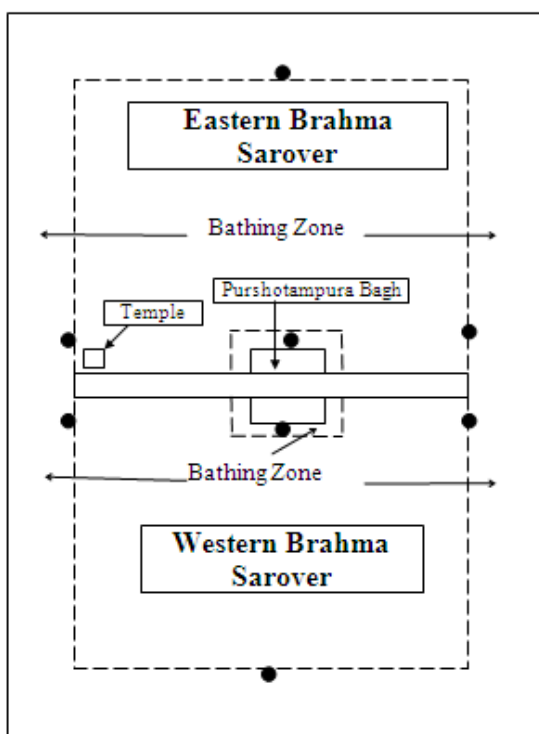 Eastern Brahma
Sarover
Bathing Zone
Purshotampura Bagh
Temple
Bathing Zone
Western Brahma
Sarover